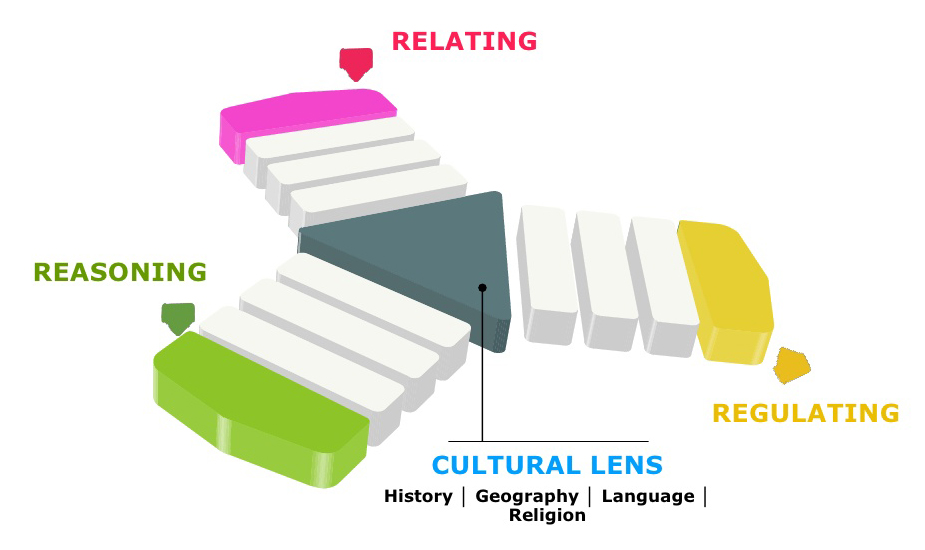 RELATING
REASONING
REGULATING
CULTURAL LENS
History | Geography | Language |
Religion